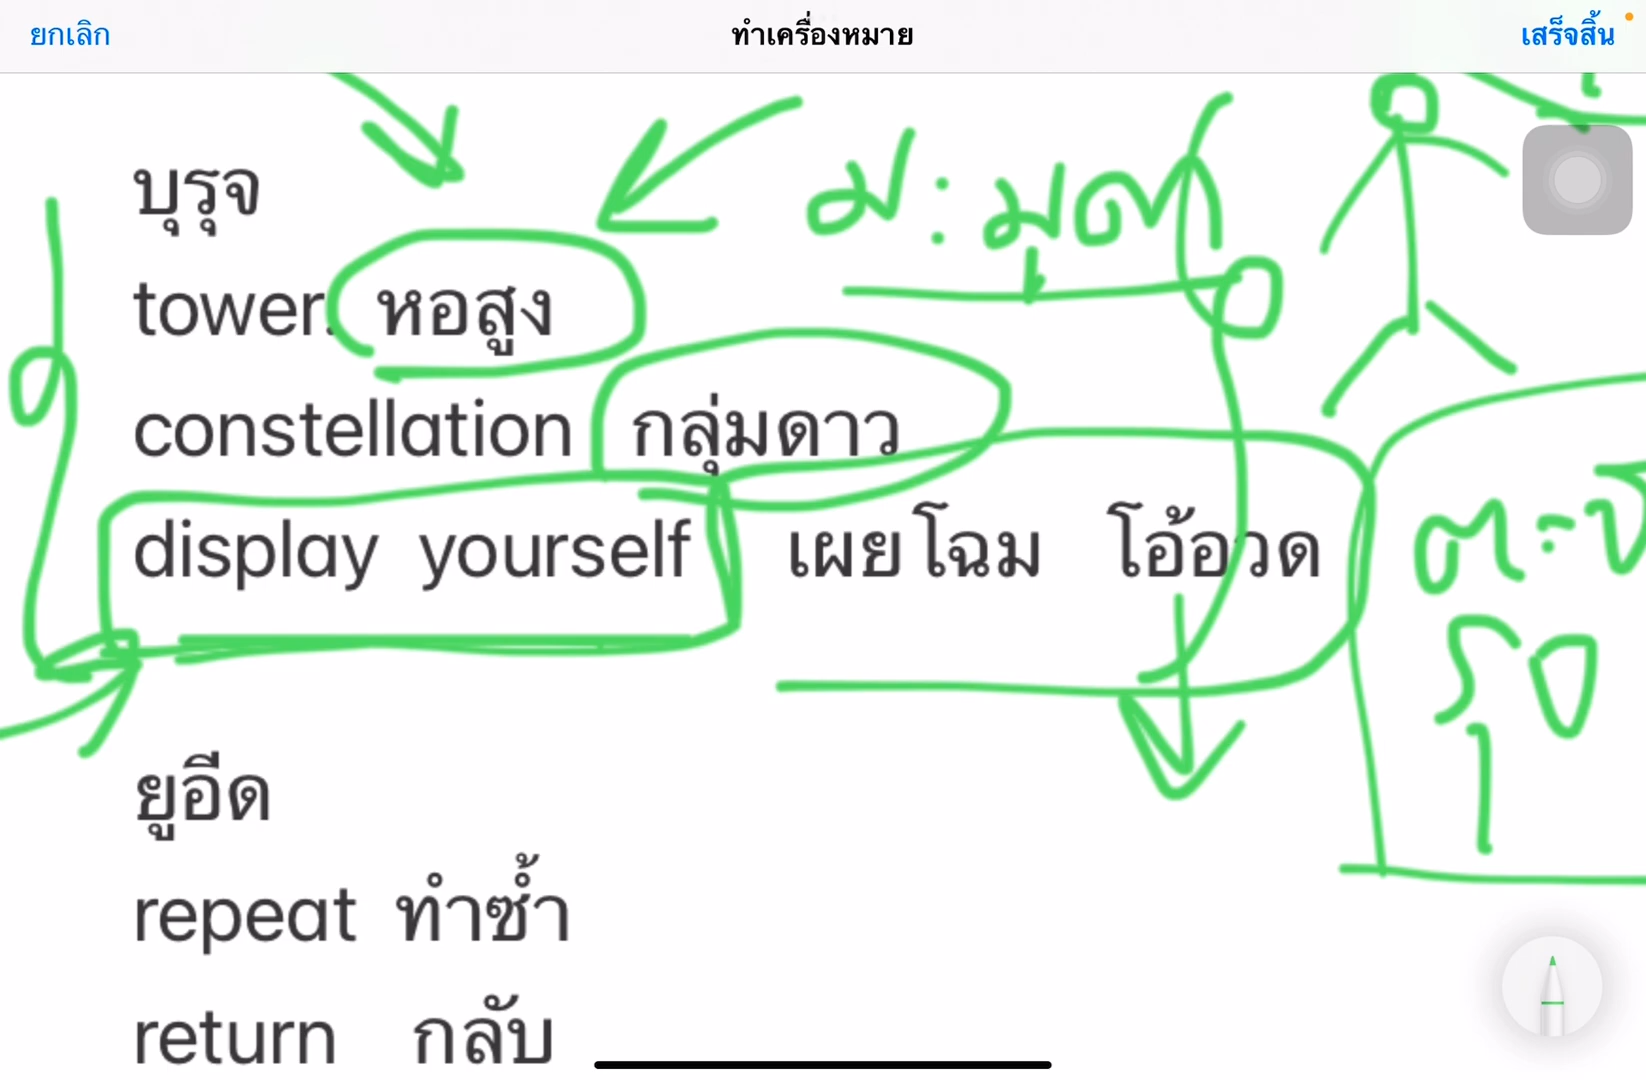 ยกเลิก ทำเครื่องหมาย เสร็จสิ้น
บุรุจ
ม:มุต
tower. หอสูง
constellation กลุ่มดาว
display yourself เผยโฉม โอ้อวด
ยูอีด
repeat ทำซ้ำ
return กลับ